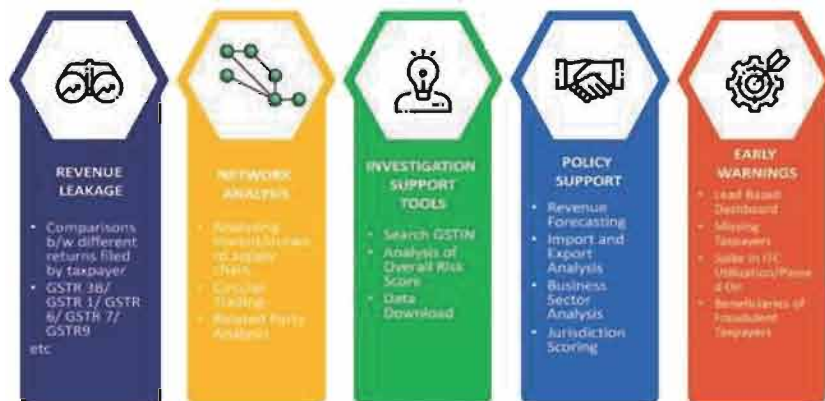 REVENUE
LEAKAGE
• Comparisons
b/w different
returns filed
by taxpayer
• GSTR 3B/
GSTR 1/ GSTR
6/ GSTR 7/
GSTR9
etc
NETWORK
ANALYSIS
• Analysing
supply
chain
• Circular
Trading
• Related Party
Analysis
INVESTIGATION
SUPPORT
TOOLS
• Search GSTIN
• Analysis of
Overall Risk
Score
• Data
Download
POLICY
SUPPORT
• Revenue
Forecasting
• Import and
Export
Analysis
• Business
Sector
Analysis
• Jurisdiction
Scoring
EARLY
WARNINGS
• Lead Based
Dashboard
• Missing
Taxpayers
• Spike in ITC
Utilization/Passe
d On
• Beneficiaries of
Fraudulent
Taxpayers